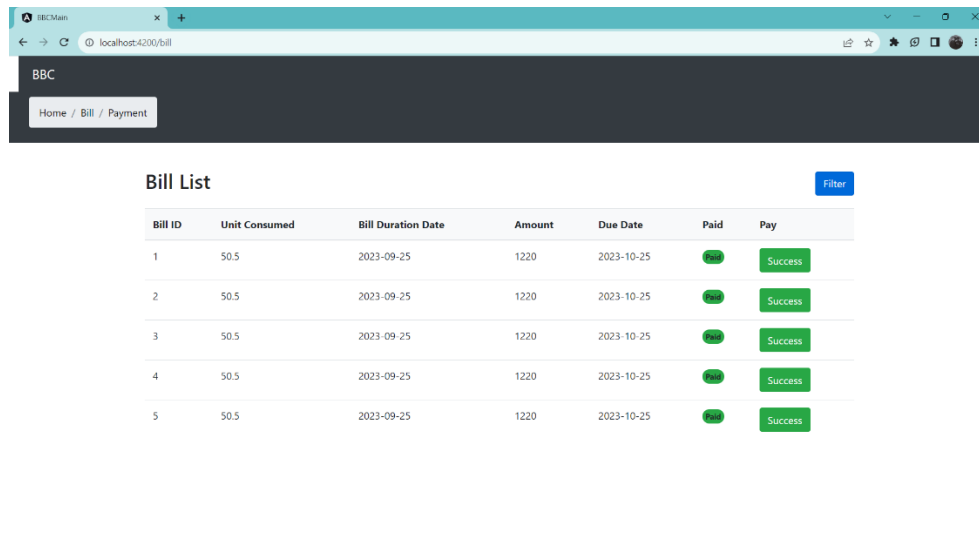 BBCMain
localhost:4200/bill
BBC
Home / Bill / Payment
Bill List
Filter
Bill ID Unit Consumed Bill Duration Date Amount Due Date Paid Pay
1 50.5 2023-09-25 1220 2023-10-25 Paid Success
2 50.5 2023-09-25 1220 2023-10-25 Paid Success
3 50.5 2023-09-25 1220 2023-10-25 Paid Success
4 50.5 2023-09-25 1220 2023-10-25 Paid Success
5 50.5 2023-09-25 1220 2023-10-25 Paid Success